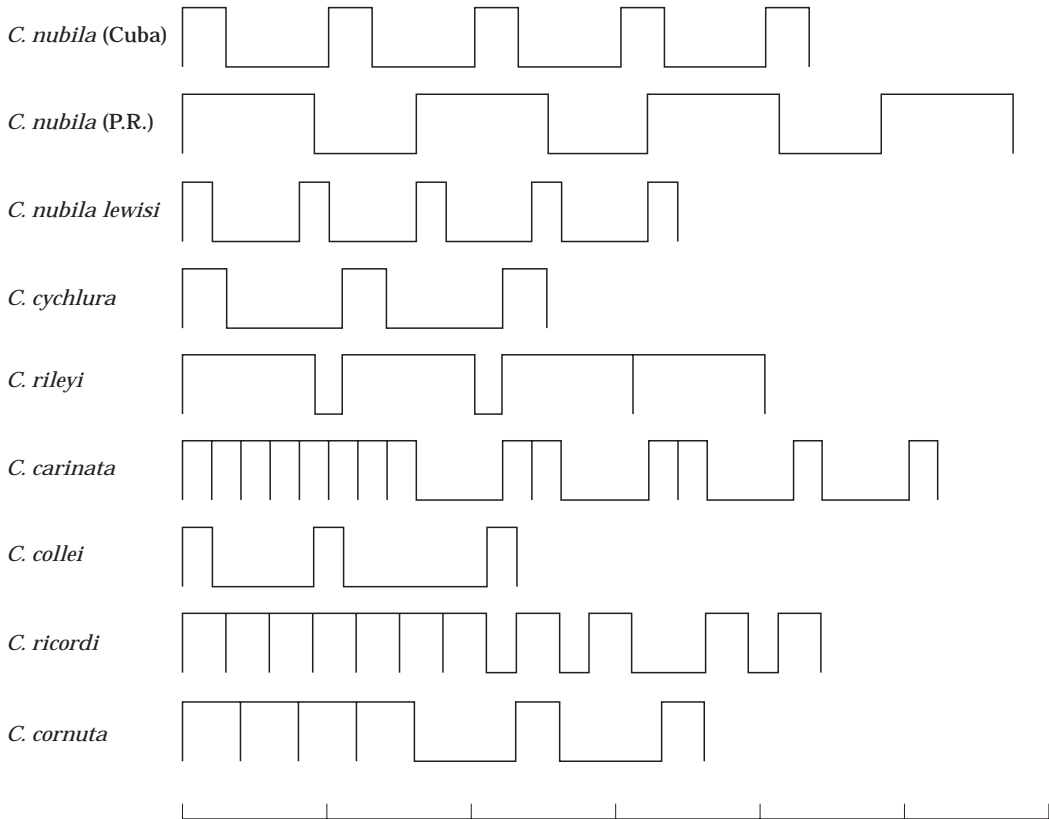 C. nubila (Cuba)
C. nubila (P.R.)
C. nubila lewisi
C. cychlura
C. rileyi
C. carinata
C. collei
C. ricordi
C. cornuta